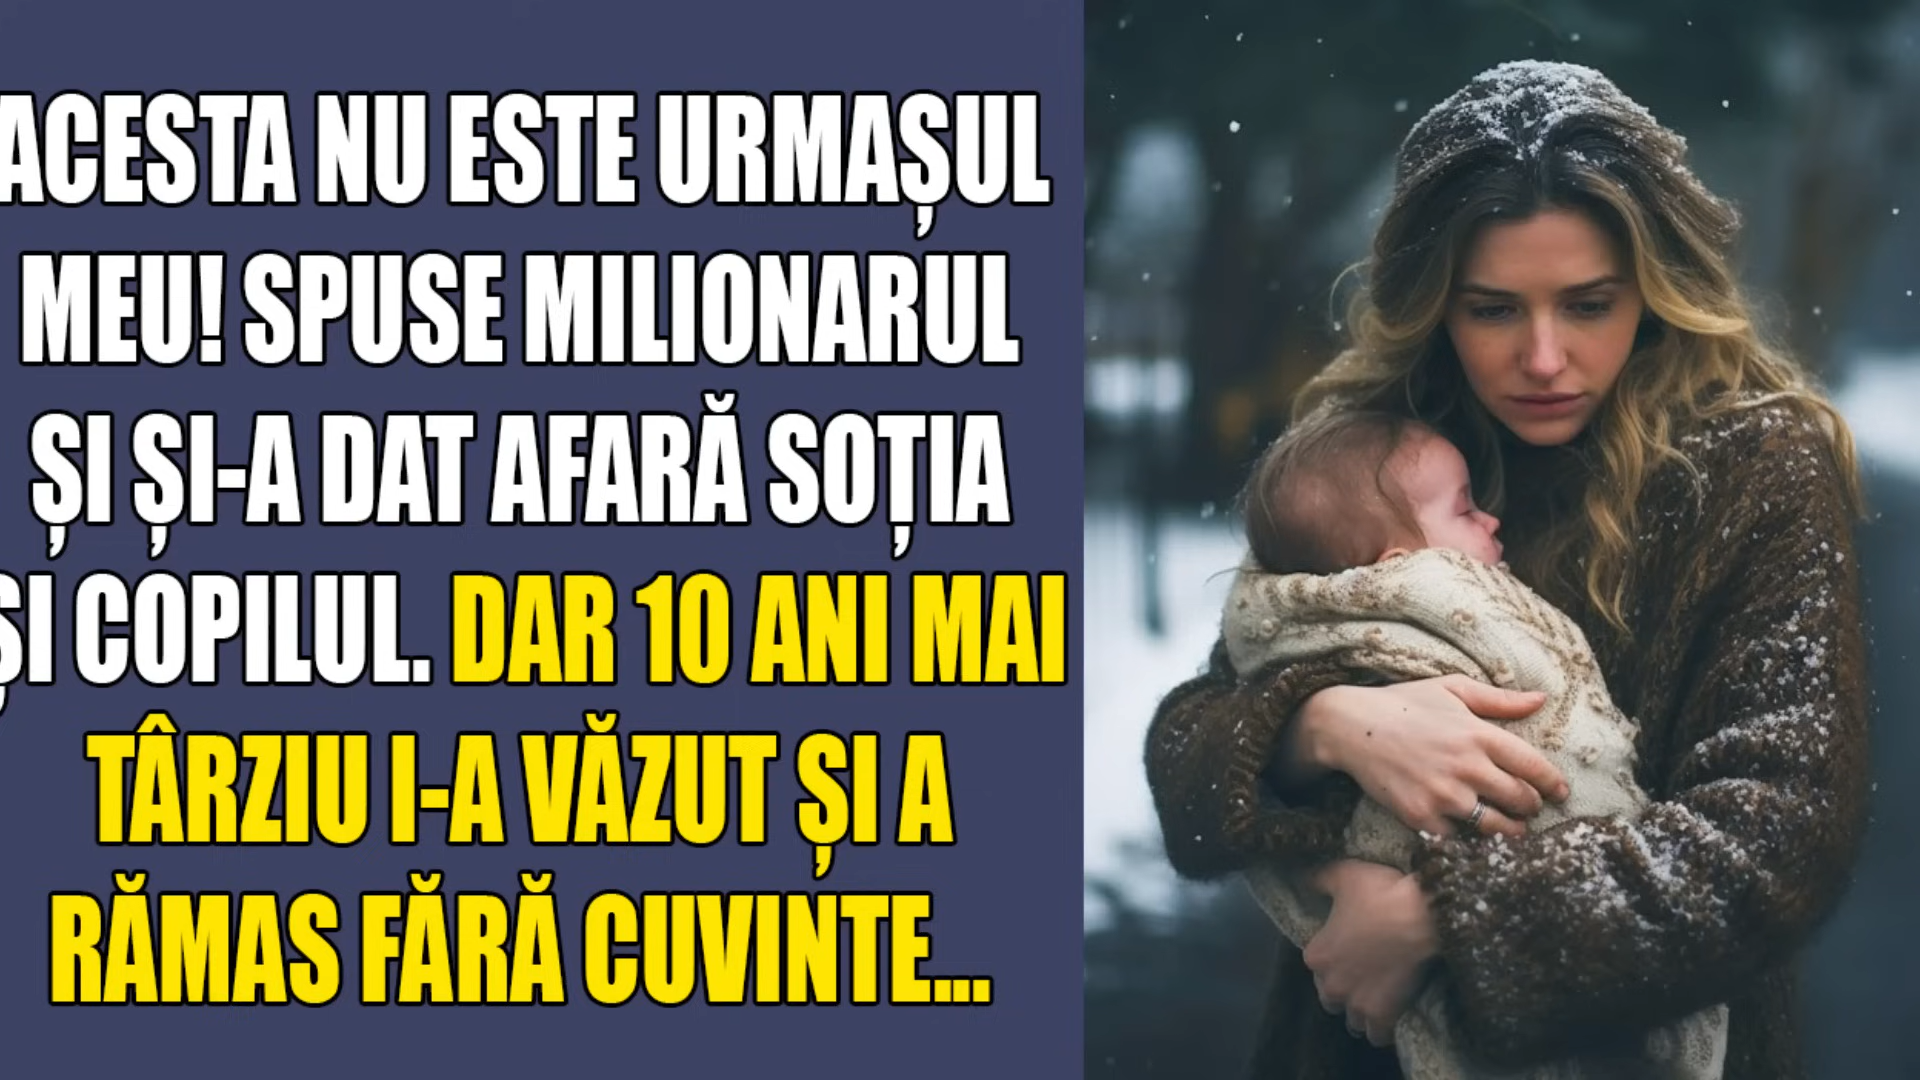 ACESTA NU ESTE URMAȘUL
MEU! SPUSE MILIONARUL
ȘI ȘI-A DAT AFARĂ SOȚIA
ȘI COPILUL. DAR 10 ANI MAI
TÂRZIU I-A VĂZUT ȘI A
RĂMAS FĂRĂ CUVINTE...